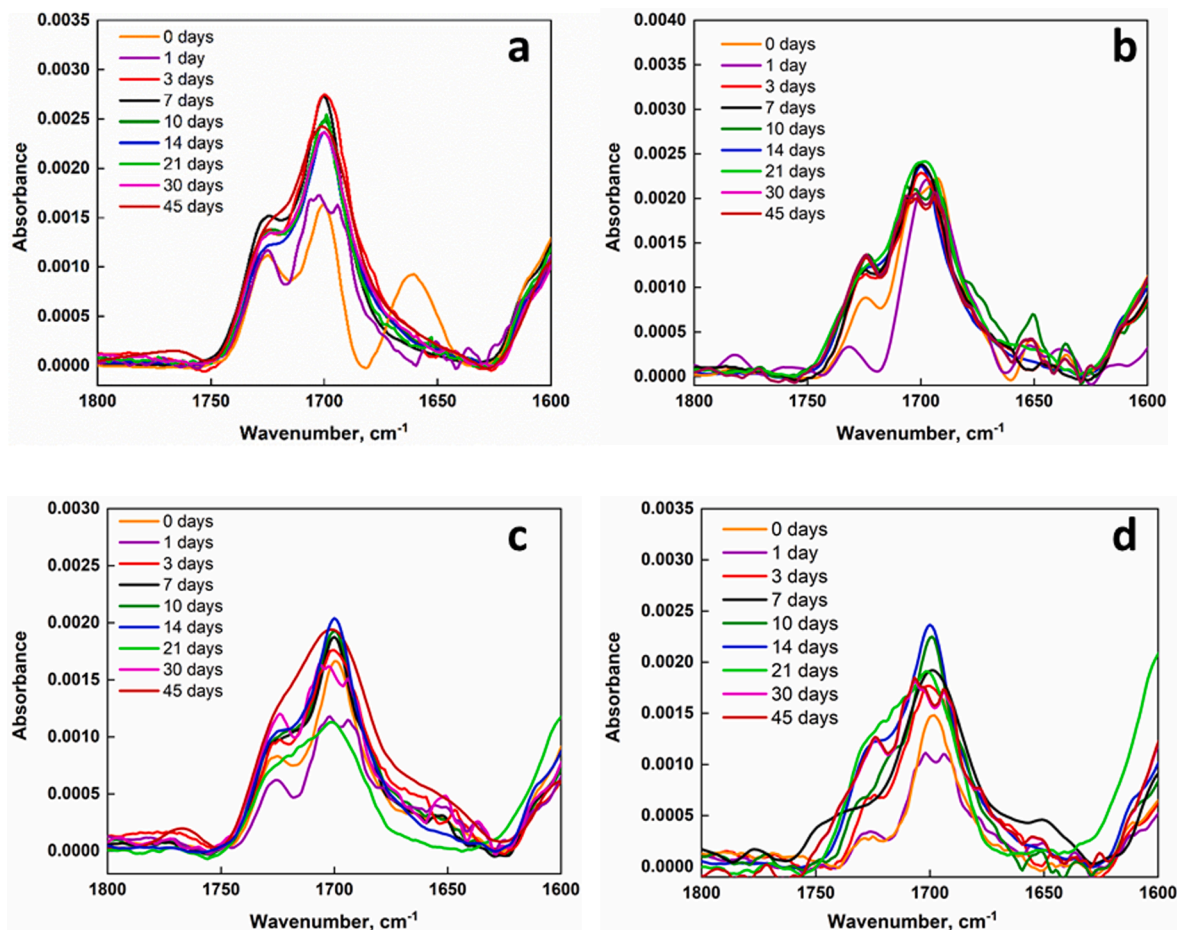 a
0.0035
0.0030
0.0025
0.0020
0.0015
0.0010
0.0005
0.0000
Absorbance
0 days
1 day
3 days
7 days
10 days
14 days
21 days
30 days
45 days
1800
1750
1700
1650
1600
Wavenumber, cm-1
b
0.0040
0.0035
0.0030
0.0025
0.0020
0.0015
0.0010
0.0005
0.0000
Absorbance
0 days
1 day
3 days
7 days
10 days
14 days
21 days
30 days
45 days
1800
1750
1700
1650
1600
Wavenumber, cm-1
c
0.0030
0.0025
0.0020
0.0015
0.0010
0.0005
0.0000
Absorbance
0 days
1 days
3 days
7 days
10 days
14 days
21 days
30 days
45 days
1800
1750
1700
1650
1600
Wavenumber, cm-1
d
0.0035
0.0030
0.0025
0.0020
0.0015
0.0010
0.0005
0.0000
Absorbance
0 days
1 day
3 days
7 days
10 days
14 days
21 days
30 days
45 days
1800
1750
1700
1650
1600
Wavenumber, cm-1